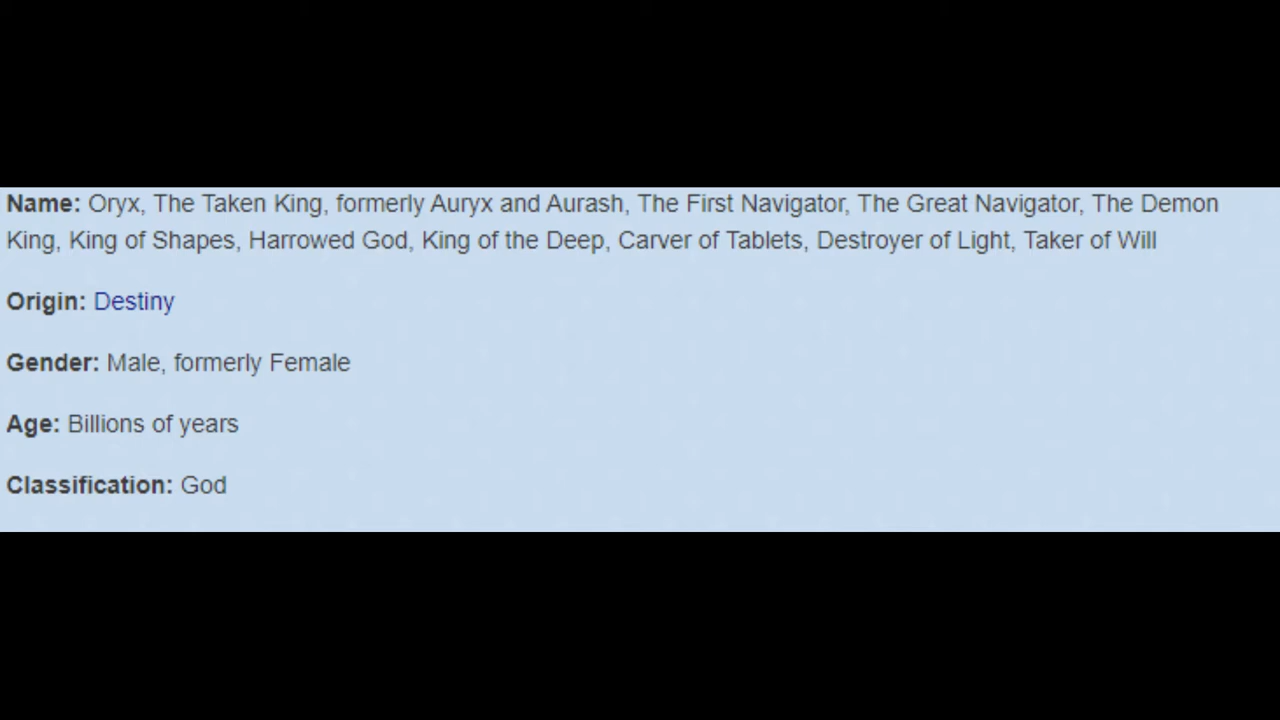 Name: Oryx, The Taken King, formerly Auryx and Aurash, The First Navigator, The Great Navigator, The Demon
King, King of Shapes, Harrowed God, King of the Deep, Carver of Tablets, Destroyer of Light, Taker of Will
Origin: Destiny
Gender: Male, formerly Female
Age: Billions of years
Classification: God